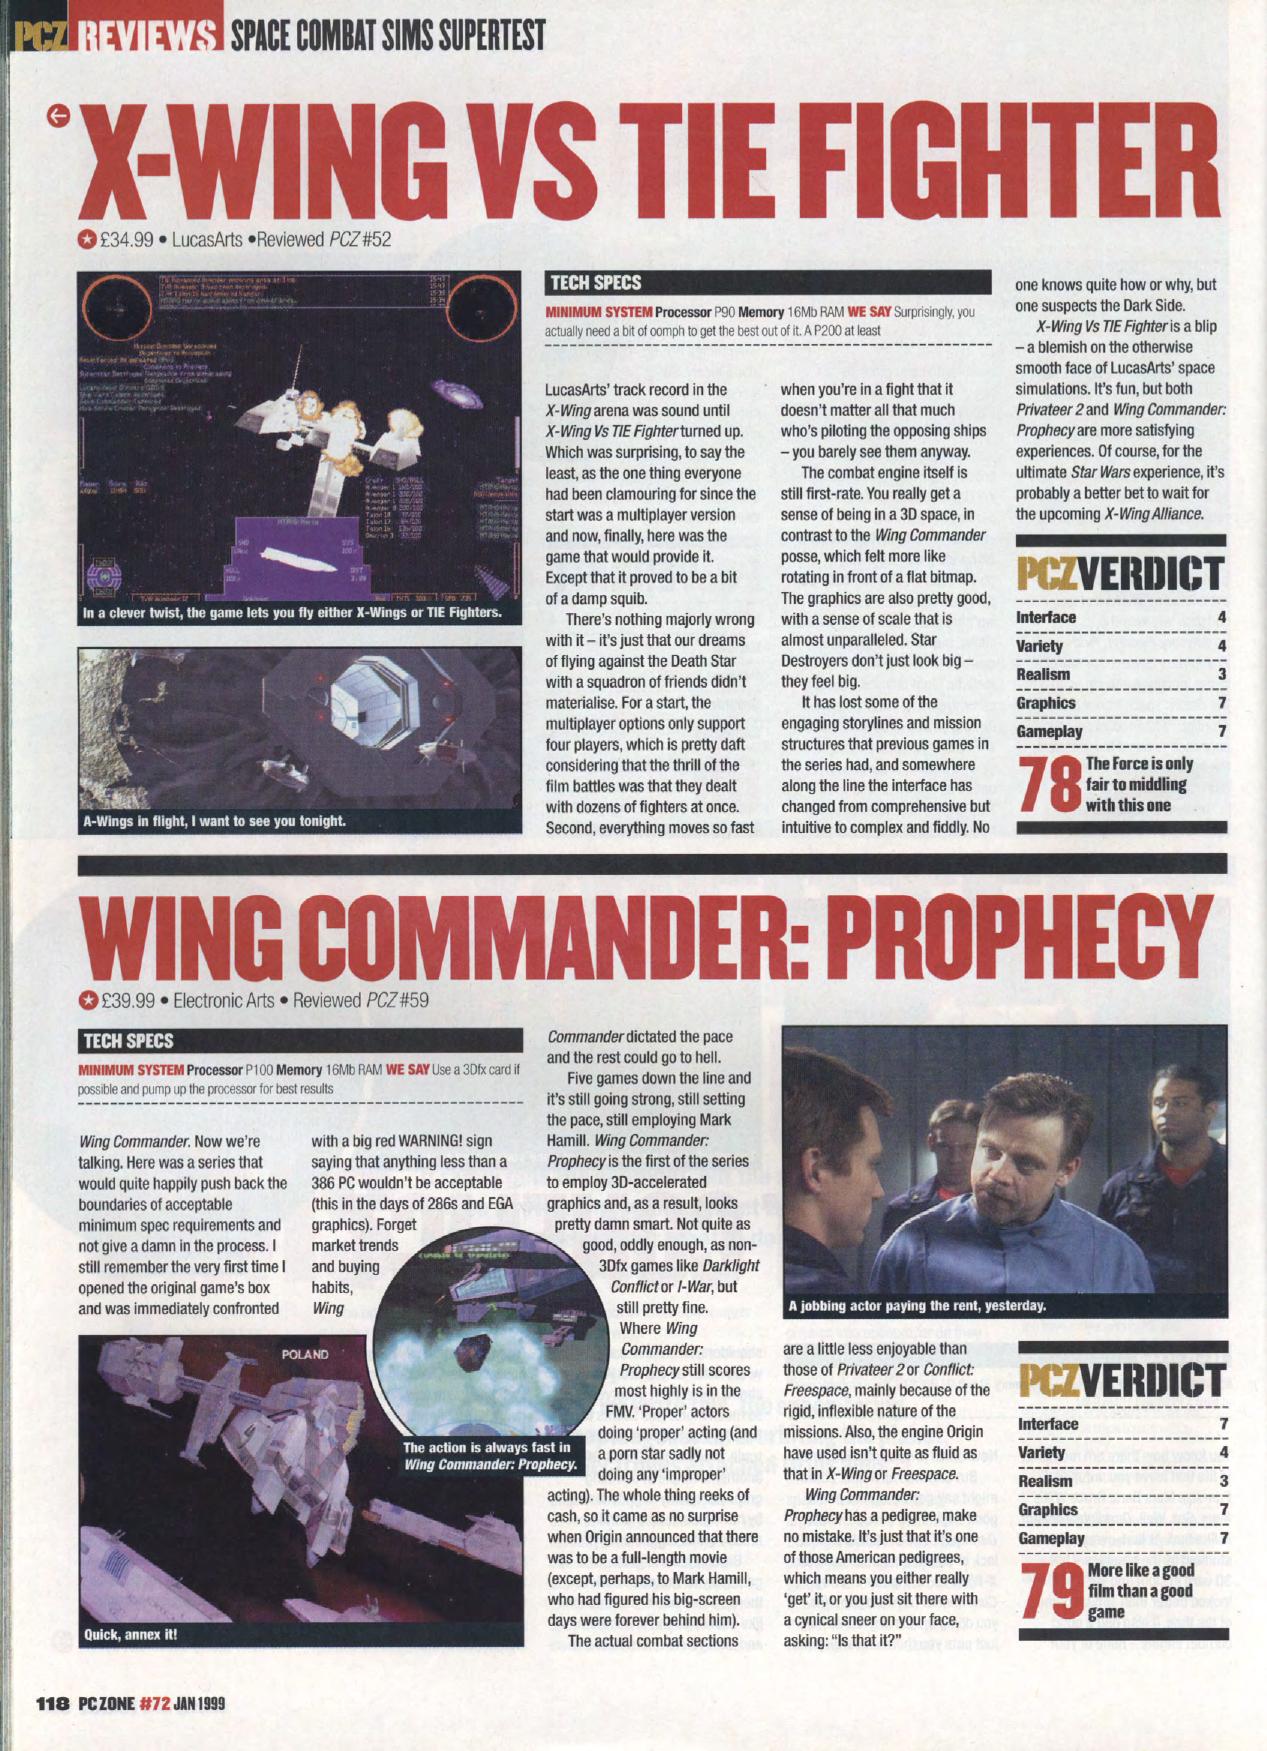 PCZ REVIEWS SPACE COMBAT SIMS SUPERTEST
X-WING VS TIE FIGHTER
£34.99 • LucasArts •Reviewed PCZ #52
In a clever twist, the game lets you fly either X-Wings or TIE Fighters.
A-Wings in flight, I want to see you tonight.
TECH SPECS
MINIMUM SYSTEM Processor P90 Memory 16Mb RAM WE SAY Surprisingly, you
actually need a bit of oomph to get the best out of it. A P200 at least
LucasArts' track record in the
X-Wing arena was sound until
X-Wing Vs TIE Fighter turned up.
Which was surprising, to say the
least, as the one thing everyone
had been clamouring for since the
start was a multiplayer version
and now, finally, here was the
game that would provide it.
Except that it proved to be a bit
of a damp squib.
There's nothing majorly wrong
with it – it's just that our dreams
of flying against the Death Star
with a squadron of friends didn't
materialise. For a start, the
multiplayer options only support
four players, which is pretty daft
considering that the thrill of the
film battles was that they dealt
with dozens of fighters at once.
Second, everything moves so fast
when you're in a fight that it
doesn't matter all that much
who's piloting the opposing ships
– you barely see them anyway.
The combat engine itself is
still first-rate. You really get a
sense of being in a 3D space, in
contrast to the Wing Commander
posse, which felt more like
rotating in front of a flat bitmap.
The graphics are also pretty good,
with a sense of scale that is
almost unparalleled. Star
Destroyers don't just look big –
they feel big.
It has lost some of the
engaging storylines and mission
structures that previous games in
the series had, and somewhere
along the line the interface has
changed from comprehensive but
intuitive to complex and fiddly. No
one knows quite how or why, but
one suspects the Dark Side.
X-Wing Vs TIE Fighter is a blip
– a blemish on the otherwise
smooth face of LucasArts' space
simulations. It's fun, but both
Privateer 2 and Wing Commander:
Prophecy are more satisfying
experiences. Of course, for the
ultimate Star Wars experience, it's
probably a better bet to wait for
the upcoming X-Wing Alliance.
PCZVERDICT
Interface 4
Variety 4
Realism 3
Graphics 7
Gameplay 7
78 The Force is only
fair to middling
with this one
WING COMMANDER: PROPHECY
£39.99 • Electronic Arts • Reviewed PCZ #59
TECH SPECS
MINIMUM SYSTEM Processor P100 Memory 16Mb RAM WE SAY Use a 3Dfx card if
possible and pump up the processor for best results
Wing Commander. Now we're
talking. Here was a series that
would quite happily push back the
boundaries of acceptable
minimum spec requirements and
not give a damn in the process. I
still remember the very first time I
opened the original game's box
and was immediately confronted
with a big red WARNING! sign
saying that anything less than a
386 PC wouldn't be acceptable
(this in the days of 286s and EGA
graphics). Forget
market trends
and buying
habits,
Wing
POLAND
Quick, annex it!
The action is always fast in
Wing Commander: Prophecy.
Commander dictated the pace
and the rest could go to hell.
Five games down the line and
it's still going strong, still setting
the pace, still employing Mark
Hamill. Wing Commander:
Prophecy is the first of the series
to employ 3D-accelerated
graphics and, as a result, looks
pretty damn smart. Not quite as
good, oddly enough, as non-
3Dfx games like Darklight
Conflict or I-War, but
still pretty fine.
Where Wing
Commander:
Prophecy still scores
most highly is in the
FMV. 'Proper' actors
doing 'proper' acting (and
a porn star sadly not
doing any 'improper'
acting). The whole thing reeks of
cash, so it came as no surprise
when Origin announced that there
was to be a full-length movie
(except, perhaps, to Mark Hamill,
who had figured his big-screen
days were forever behind him).
The actual combat sections
A jobbing actor paying the rent, yesterday.
are a little less enjoyable than
those of Privateer 2 or Conflict:
Freespace, mainly because of the
rigid, inflexible nature of the
missions. Also, the engine Origin
have used isn't quite as fluid as
that in X-Wing or Freespace.
Wing Commander:
Prophecy has a pedigree, make
no mistake. It's just that it's one
of those American pedigrees,
which means you either really
'get' it, or you just sit there with
a cynical sneer on your face,
asking: "Is that it?"
PCZVERDICT
Interface 7
Variety 4
Realism 3
Graphics 7
Gameplay 7
79 More like a good
film than a good
game
118 PC ZONE #72 JAN 1999